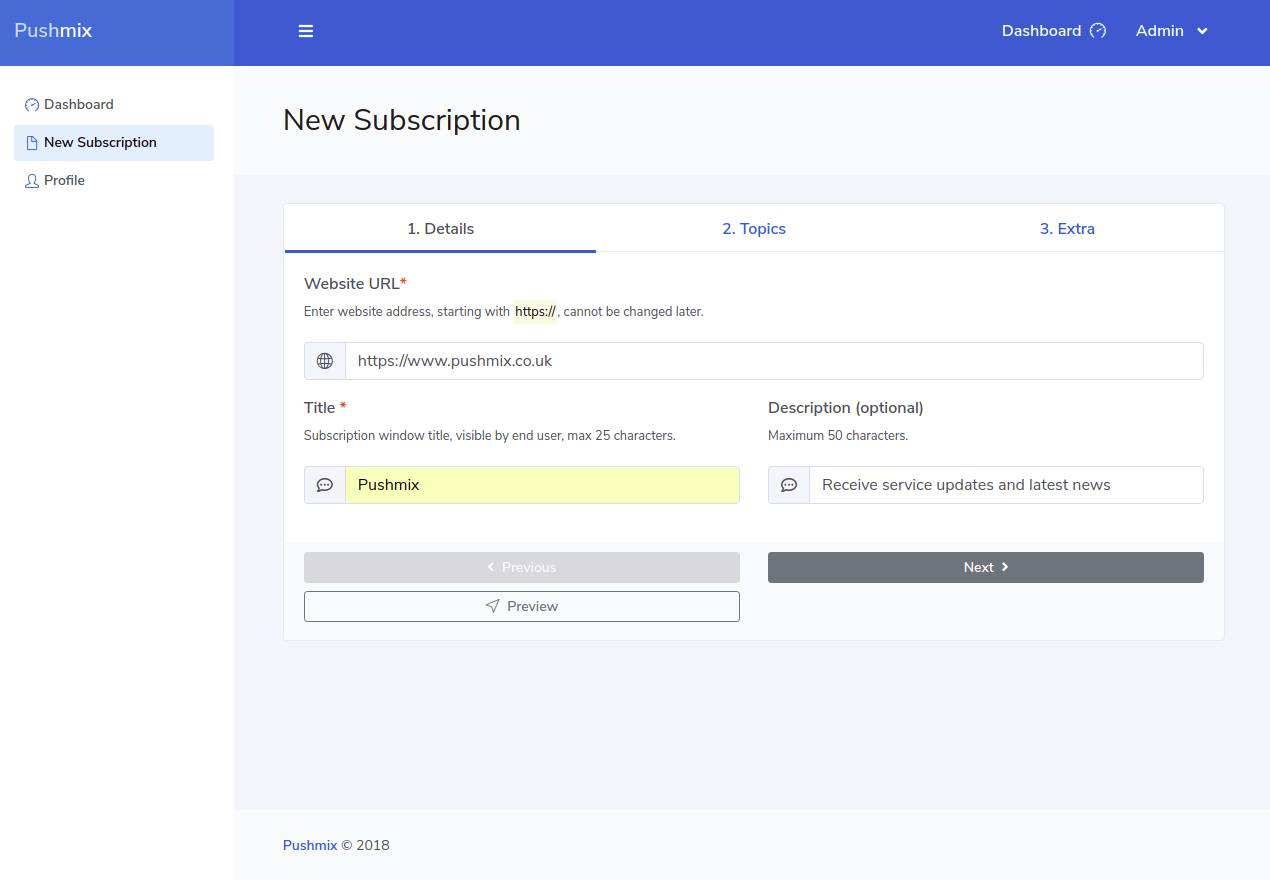 Pushmix
Dashboard
Admin
Dashboard
New Subscription
Profile
New Subscription
1. Details
2. Topics
3. Extra
Website URL*
Enter website address, starting with https://, cannot be changed later.
https://www.pushmix.co.uk
Title *
Subscription window title, visible by end user, max 25 characters.
Pushmix
Description (optional)
Maximum 50 characters.
Receive service updates and latest news
Previous
Next
Preview
Pushmix © 2018